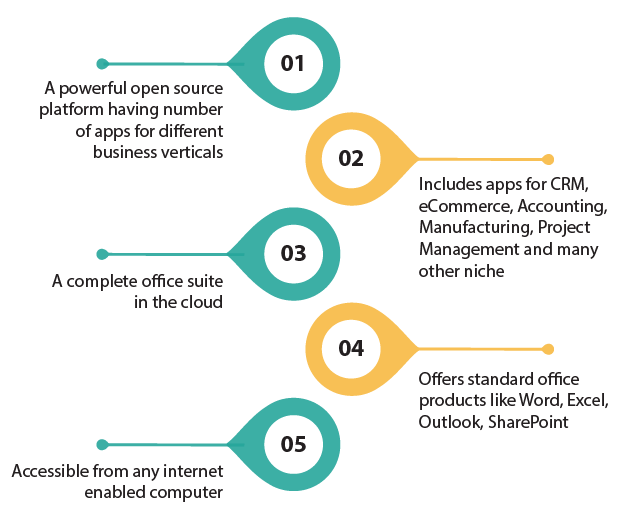 01
A powerful open source
platform having number
of apps for different
business verticals
02
Includes apps for CRM,
eCommerce, Accounting,
Manufacturing, Project
Management and many
other niche
03
A complete office suite
in the cloud
04
Offers standard office
products like Word, Excel,
Outlook, SharePoint
05
Accessible from any internet
enabled computer